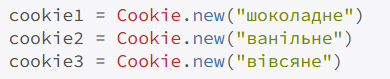 cookie1 = Cookie.new("шоколадне")
cookie2 = Cookie.new("ванільне")
cookie3 = Cookie.new("вівсяне")